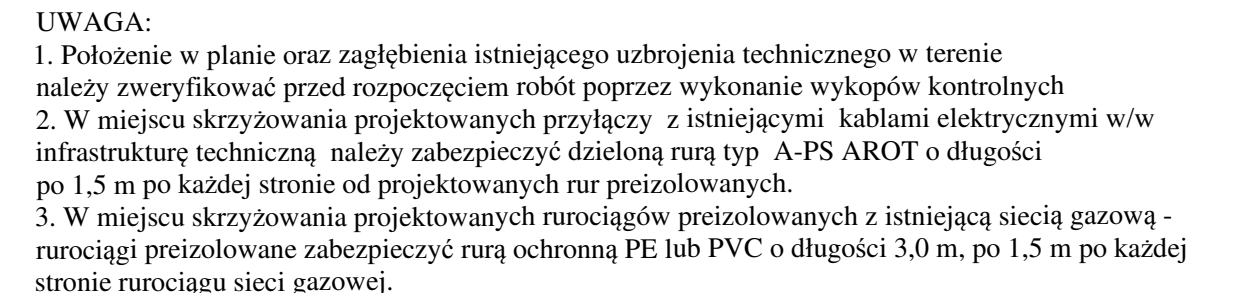 UWAGA:
1. Położenie w planie oraz zagłębienia istniejącego uzbrojenia technicznego w terenie
należy zweryfikować przed rozpoczęciem robót poprzez wykonanie wykopów kontrolnych
2. W miejscu skrzyżowania projektowanych przyłączy z istniejącymi kablami elektrycznymi w/w
infrastrukturę techniczną należy zabezpieczyć dzieloną rurą typ A-PS AROT o długości
po 1,5 m po każdej stronie od projektowanych rur preizolowanych.
3. W miejscu skrzyżowania projektowanych rurociągów preizolowanych z istniejącą siecią gazową -
rurociągi preizolowane zabezpieczyć rurą ochronną PE lub PVC o długości 3,0 m, po 1,5 m po każdej
stronie rurociągu sieci gazowej.